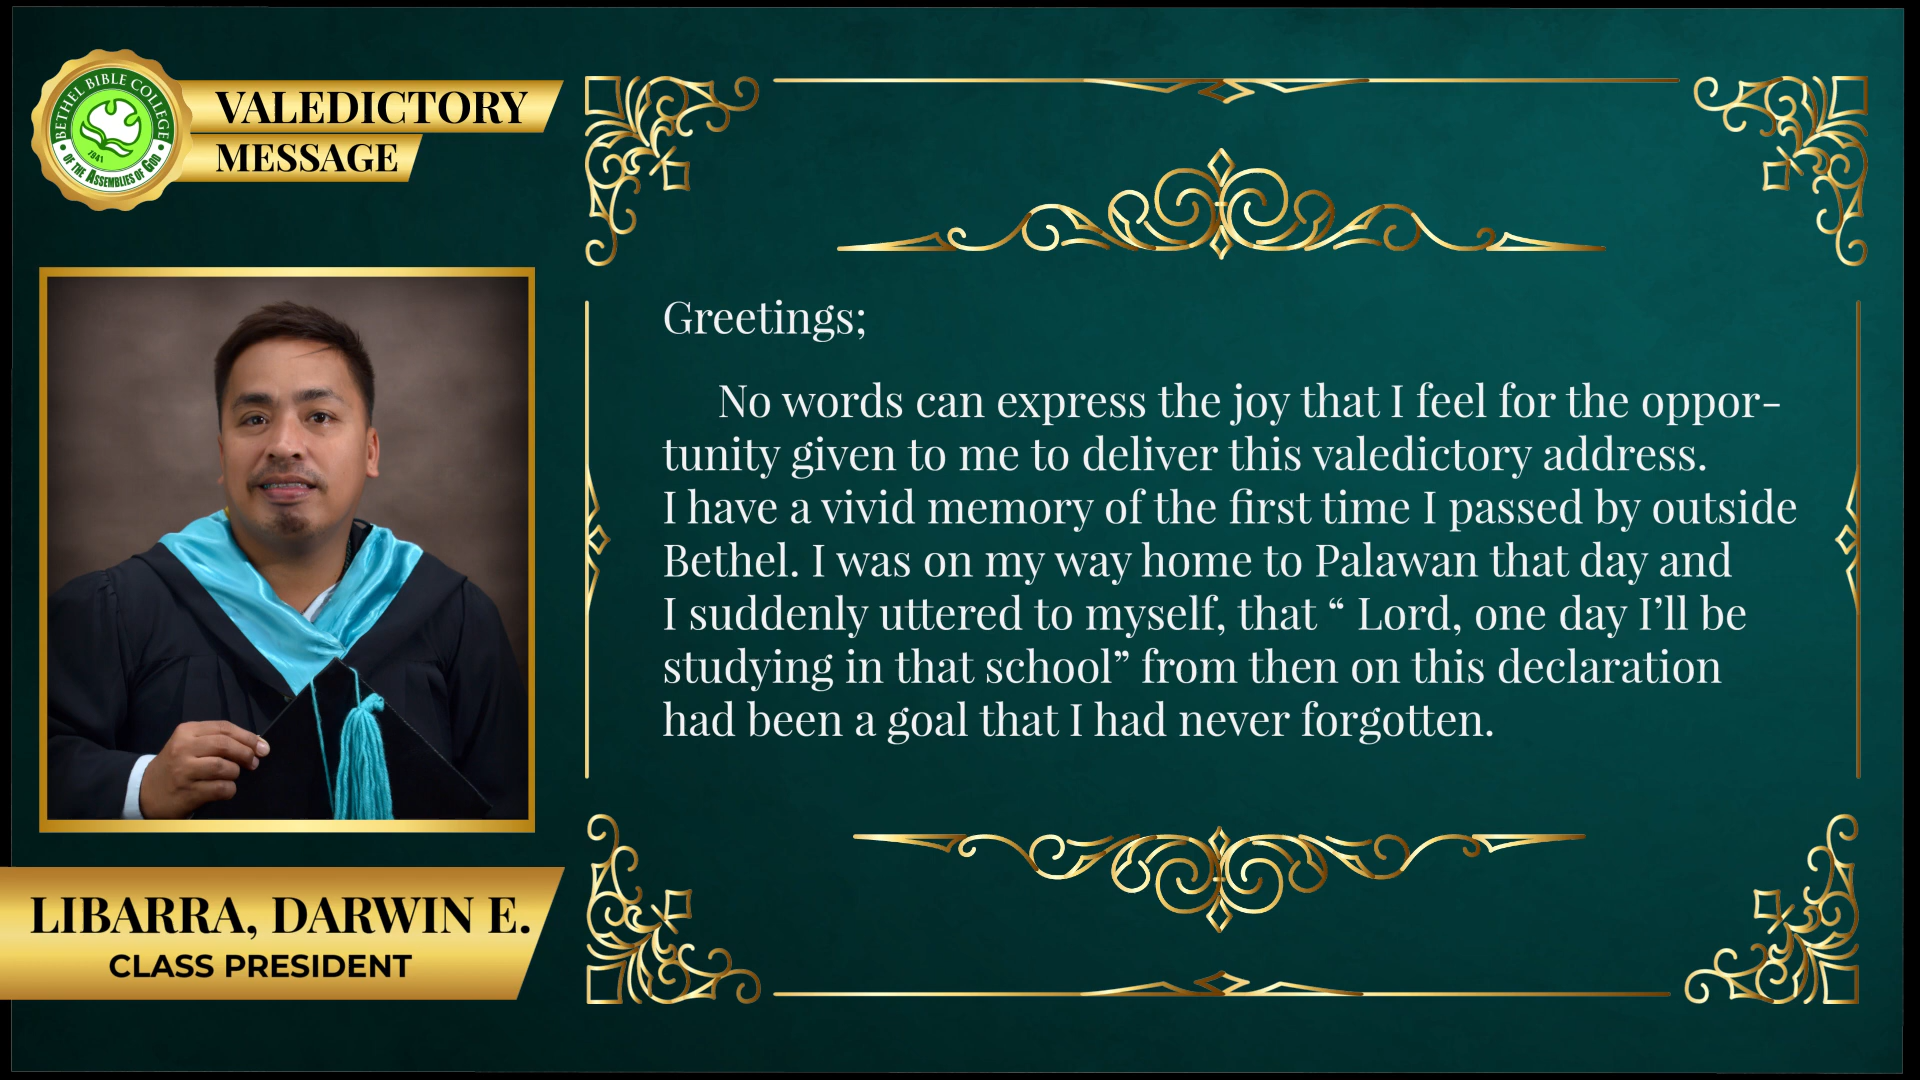 BETHEL BIBLE COLLEGE
1941
OF THE ASSEMBLIES OF GOD
VALEDICTORY
MESSAGE
Greetings;
No words can express the joy that I feel for the oppor-
tunity given to me to deliver this valedictory address.
I have a vivid memory of the first time I passed by outside
Bethel. I was on my way home to Palawan that day and
I suddenly uttered to myself, that “ Lord, one day I’ll be
studying in that school” from then on this declaration
had been a goal that I had never forgotten.
LIBARRA, DARWIN E.
CLASS PRESIDENT